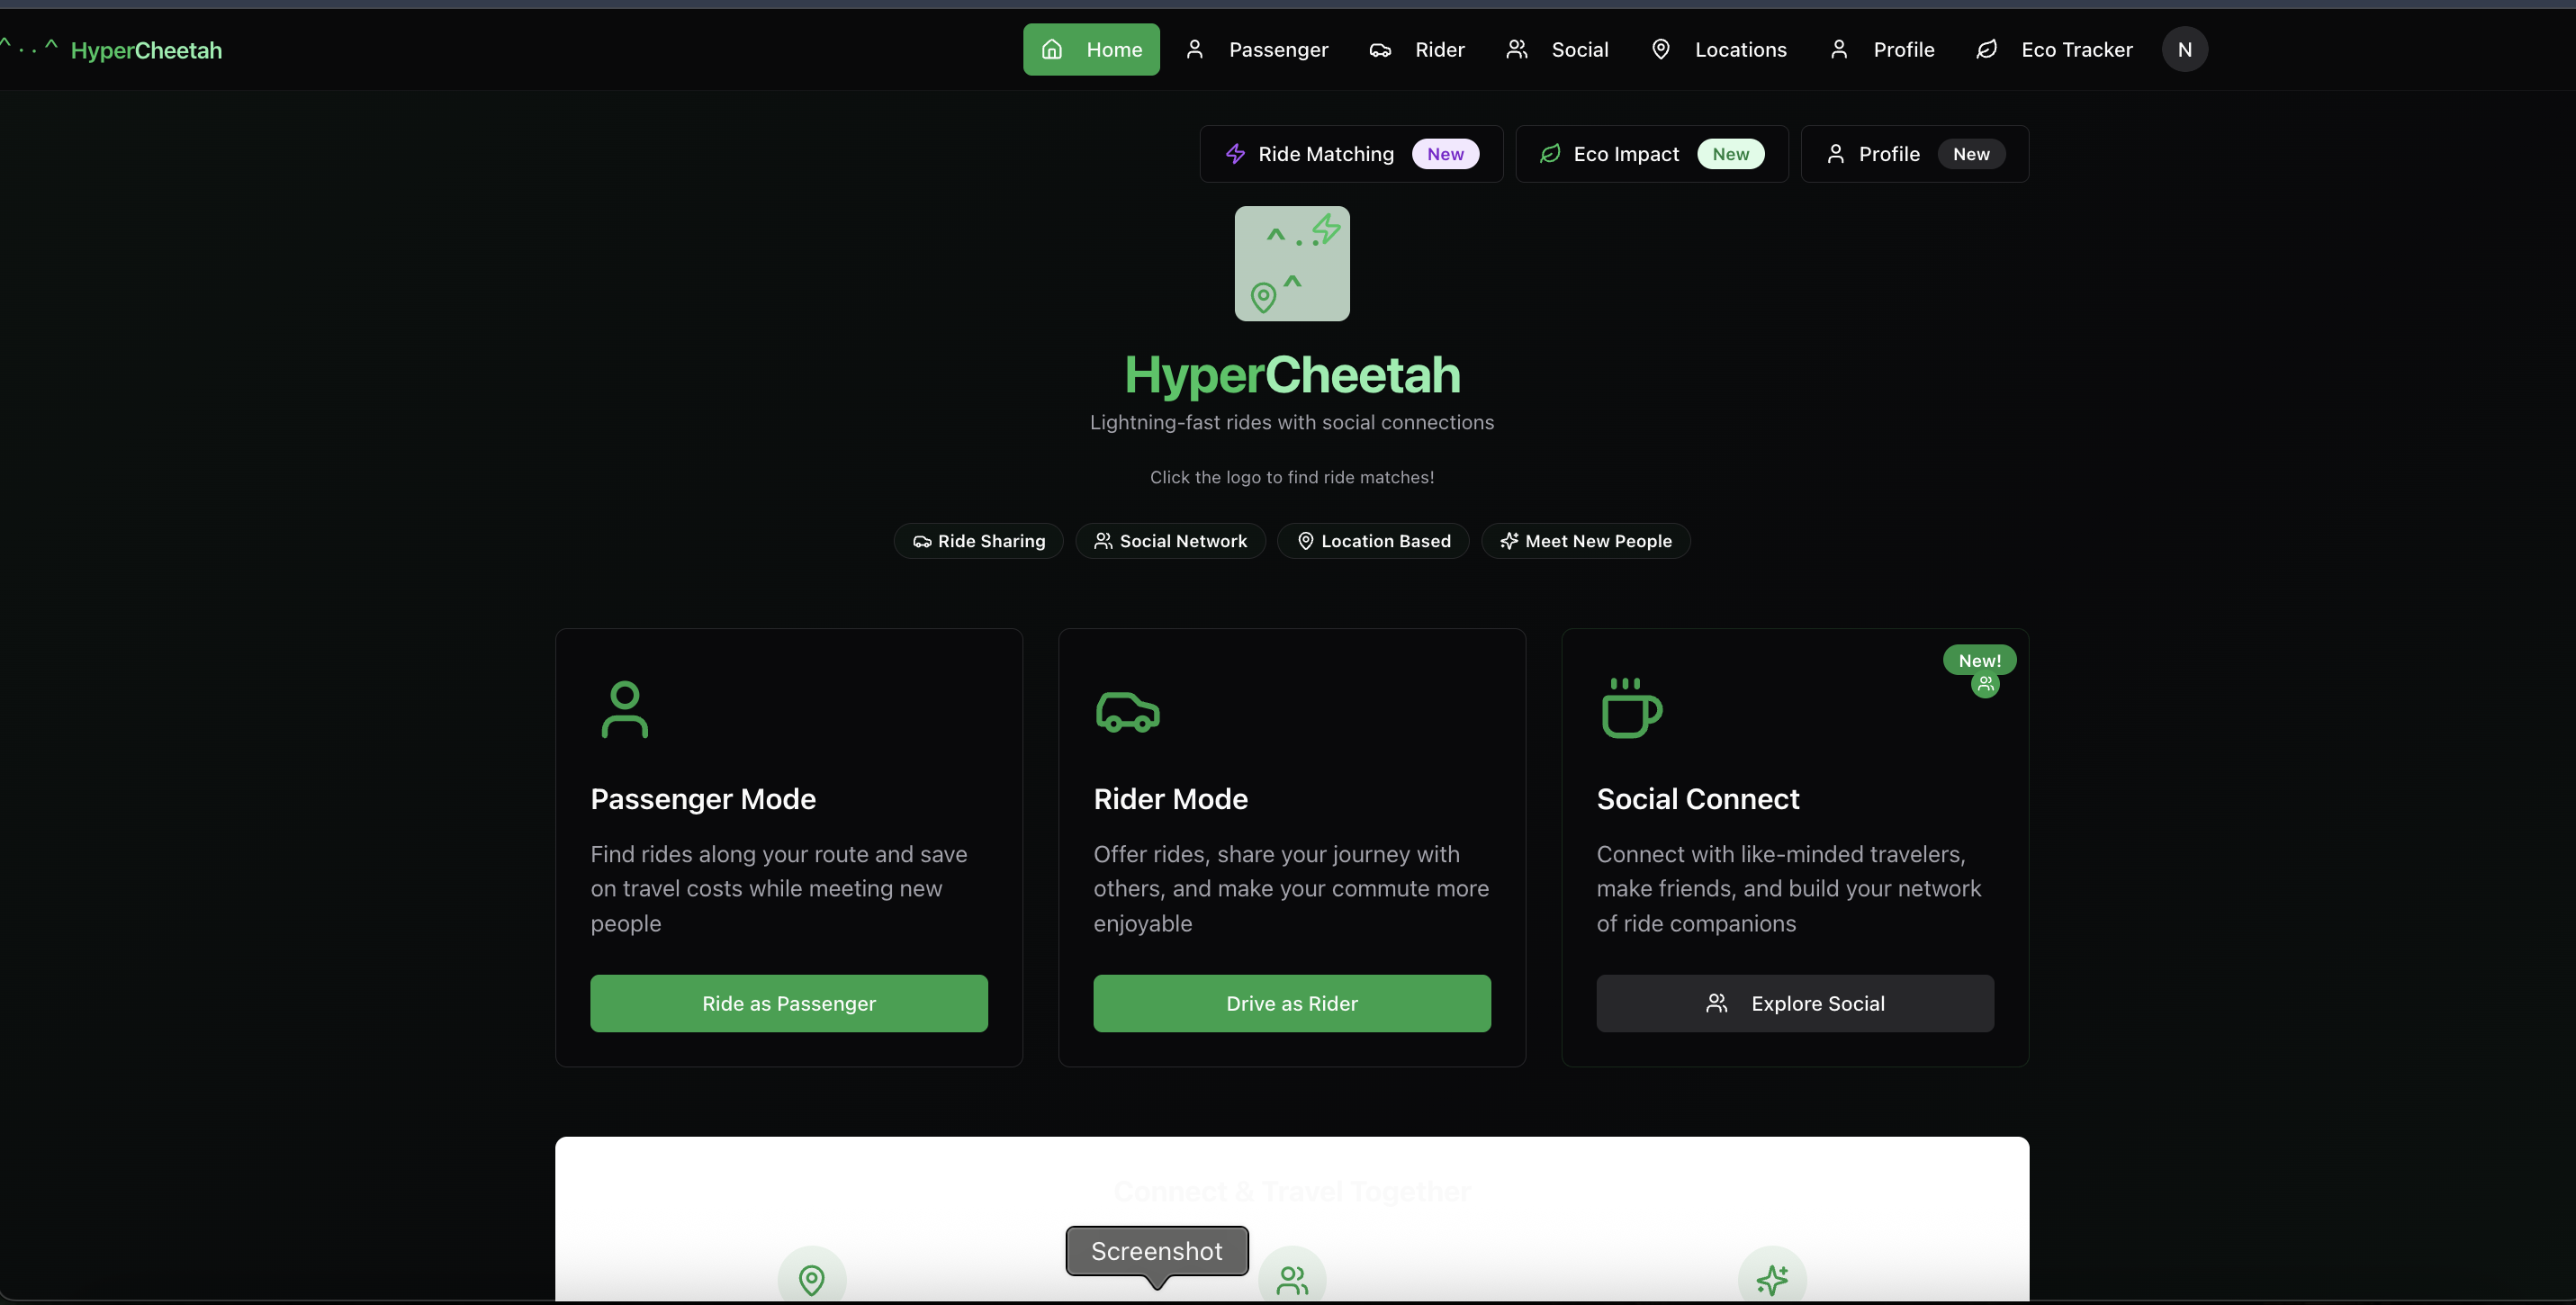 ^ . . ^ HyperCheetah
Home Passenger Rider Social Locations Profile Eco Tracker N
Ride Matching New Eco Impact New Profile New
^ . .
^
HyperCheetah
Lightning-fast rides with social connections
Click the logo to find ride matches!
Ride Sharing Social Network Location Based Meet New People
New!
Passenger Mode
Find rides along your route and save
on travel costs while meeting new
people
Ride as Passenger
Rider Mode
Offer rides, share your journey with
others, and make your commute more
enjoyable
Drive as Rider
Social Connect
Connect with like-minded travelers,
make friends, and build your network
of ride companions
Explore Social
Connect & Travel Together
Screenshot